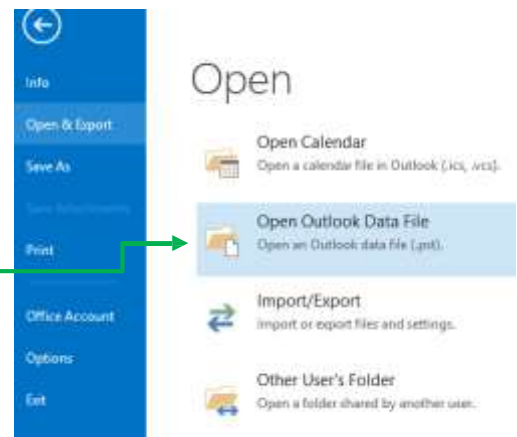 Info
Open & Export
Save As
Save Attachments
Print
Office Account
Options
Exit
Open
Open Calendar
Open a calendar file in Outlook (.ics, .vcs).
Open Outlook Data File
Open an Outlook data file (.pst).
Import/Export
Import or export files and settings.
Other User's Folder
Open a folder shared by another user.